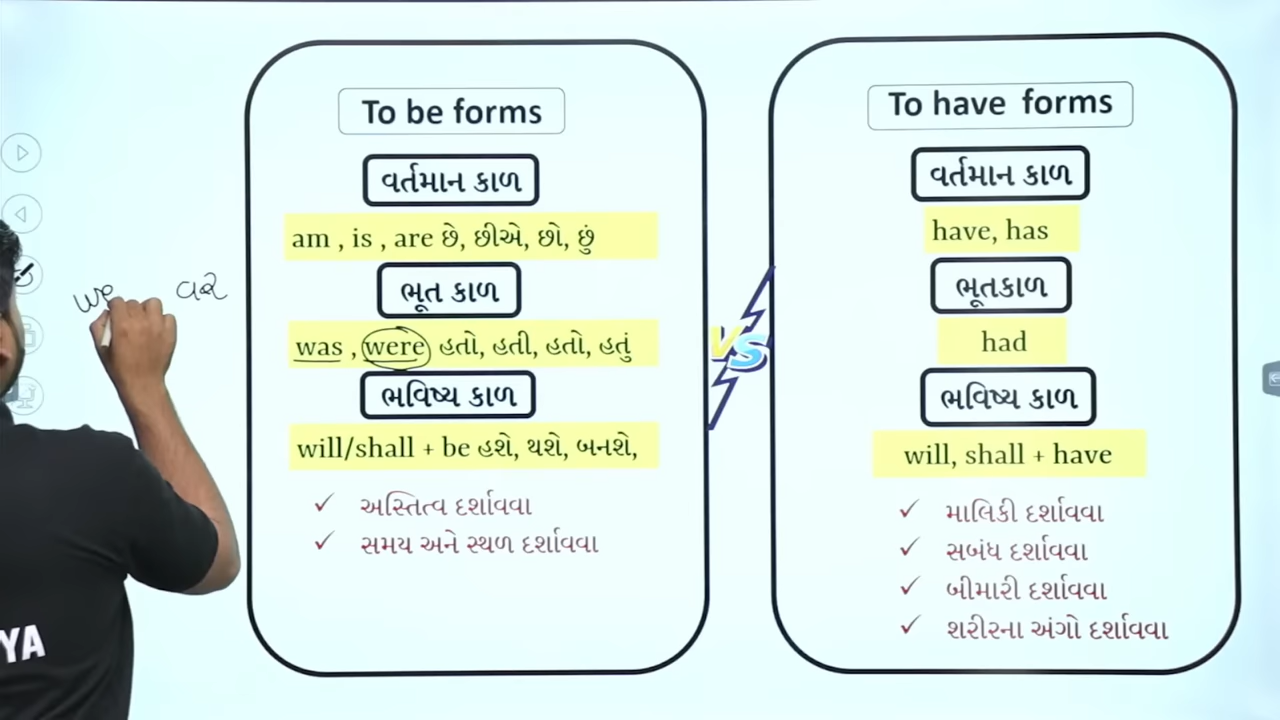 To be forms
વર્તમાન કાળ
am , is , are છે, છીએ, છો, છું
ભૂત કાળ
was , were હતો, હતી, હતો, હતું
ભવિષ્ય કાળ
will/shall + be હશે, થશે, બનશે,
✓ અસ્તિત્વ દર્શાવવા
✓ સમય અને સ્થળ દર્શાવવા
VS
To have forms
વર્તમાન કાળ
have, has
ભૂતકાળ
had
ભવિષ્ય કાળ
will, shall + have
✓ માલિકી દર્શાવવા
✓ સબંધ દર્શાવવા
✓ બીમારી દર્શાવવા
✓ શરીરના અંગો દર્શાવવા
વર
YA